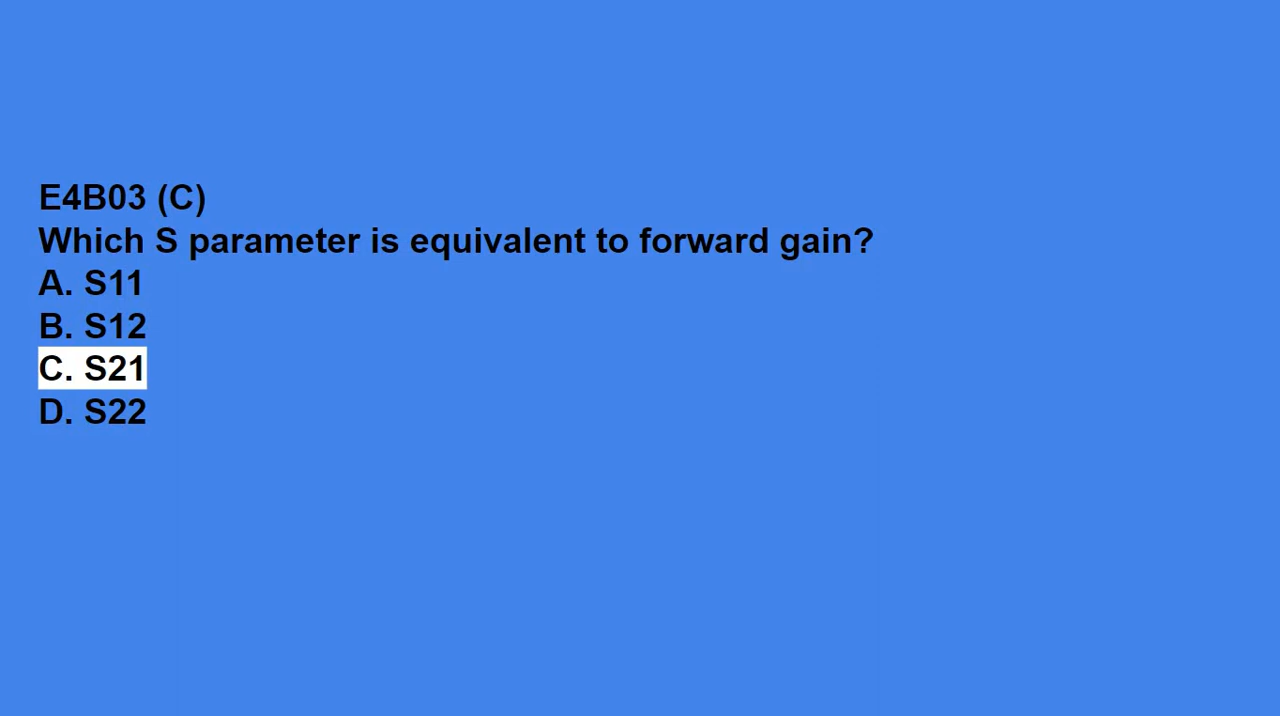 E4B03 (C)
Which S parameter is equivalent to forward gain?
A. S11
B. S12
C. S21
D. S22